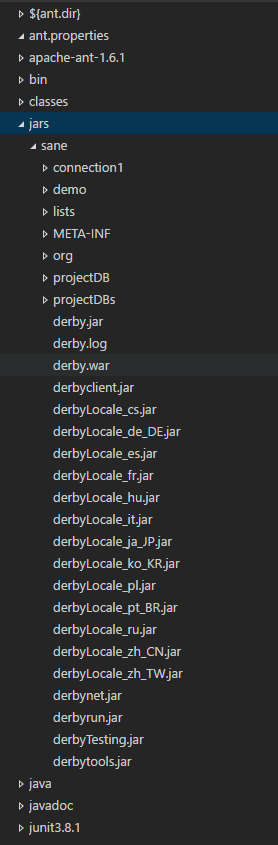 ${ant.dir}
ant.properties
apache-ant-1.6.1
bin
classes
jars
sane
connection1
demo
lists
META-INF
org
projectDB
projectDBs
derby.jar
derby.log
derby.war
derbyclient.jar
derbyLocale_cs.jar
derbyLocale_de_DE.jar
derbyLocale_es.jar
derbyLocale_fr.jar
derbyLocale_hu.jar
derbyLocale_it.jar
derbyLocale_ja_JP.jar
derbyLocale_ko_KR.jar
derbyLocale_pl.jar
derbyLocale_pt_BR.jar
derbyLocale_ru.jar
derbyLocale_zh_CN.jar
derbyLocale_zh_TW.jar
derbynet.jar
derbyrun.jar
derbyTesting.jar
derbytools.jar
java
javadoc
junit3.8.1